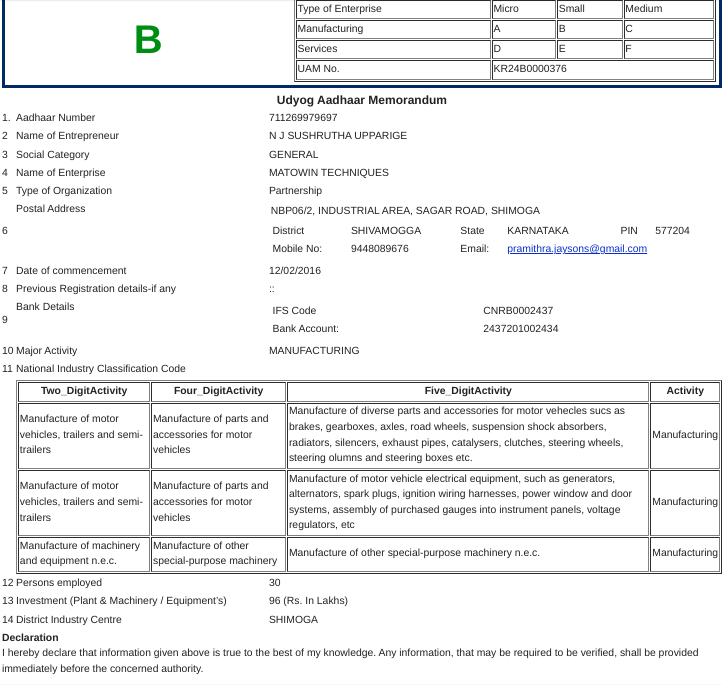 B
Type of Enterprise Micro Small Medium
Manufacturing A B C
Services D E F
UAM No. KR24B0000376
Udyog Aadhaar Memorandum
1. Aadhaar Number 711269979697
2 Name of Entrepreneur N J SUSHRUTHA UPPARIGE
3 Social Category GENERAL
4 Name of Enterprise MATOWIN TECHNIQUES
5 Type of Organization Partnership
Postal Address NBP06/2, INDUSTRIAL AREA, SAGAR ROAD, SHIMOGA
6 District SHIVAMOGGA State KARNATAKA PIN 577204
Mobile No: 9448089676 Email: pramithra.jaysons@gmail.com
7 Date of commencement 12/02/2016
8 Previous Registration details-if any ::
9 Bank Details IFS Code CNRB0002437
Bank Account: 2437201002434
10 Major Activity MANUFACTURING
11 National Industry Classification Code
Two_DigitActivity Four_DigitActivity Five_DigitActivity Activity
Manufacture of motor
vehicles, trailers and semi-
trailers
Manufacture of parts and
accessories for motor
vehicles
Manufacture of diverse parts and accessories for motor vehecles sucs as
brakes, gearboxes, axles, road wheels, suspension shock absorbers,
radiators, silencers, exhaust pipes, catalysers, clutches, steering wheels,
steering olumns and steering boxes etc.
Manufacturing
Manufacture of motor
vehicles, trailers and semi-
trailers
Manufacture of parts and
accessories for motor
vehicles
Manufacture of motor vehicle electrical equipment, such as generators,
alternators, spark plugs, ignition wiring harnesses, power window and door
systems, assembly of purchased gauges into instrument panels, voltage
regulators, etc
Manufacturing
Manufacture of machinery
and equipment n.e.c.
Manufacture of other
special-purpose machinery
Manufacture of other special-purpose machinery n.e.c.
Manufacturing
12 Persons employed 30
13 Investment (Plant & Machinery / Equipment's) 96 (Rs. In Lakhs)
14 District Industry Centre SHIMOGA
Declaration
I hereby declare that information given above is true to the best of my knowledge. Any information, that may be required to be verified, shall be provided
immediately before the concerned authority.